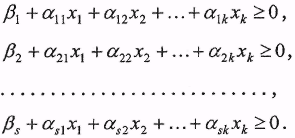 β₁ + α₁₁x₁ + α₁₂x₂ + ... + α₁ₖxₖ ≥ 0,
β₂ + α₂₁x₁ + α₂₂x₂ + ... + α₂ₖxₖ ≥ 0,
. . . . . . . . . . . . . . . . . . . . . . . . . . ,
βₛ + αₛ₁x₁ + αₛ₂x₂ + ... + αₛₖxₖ ≥ 0.